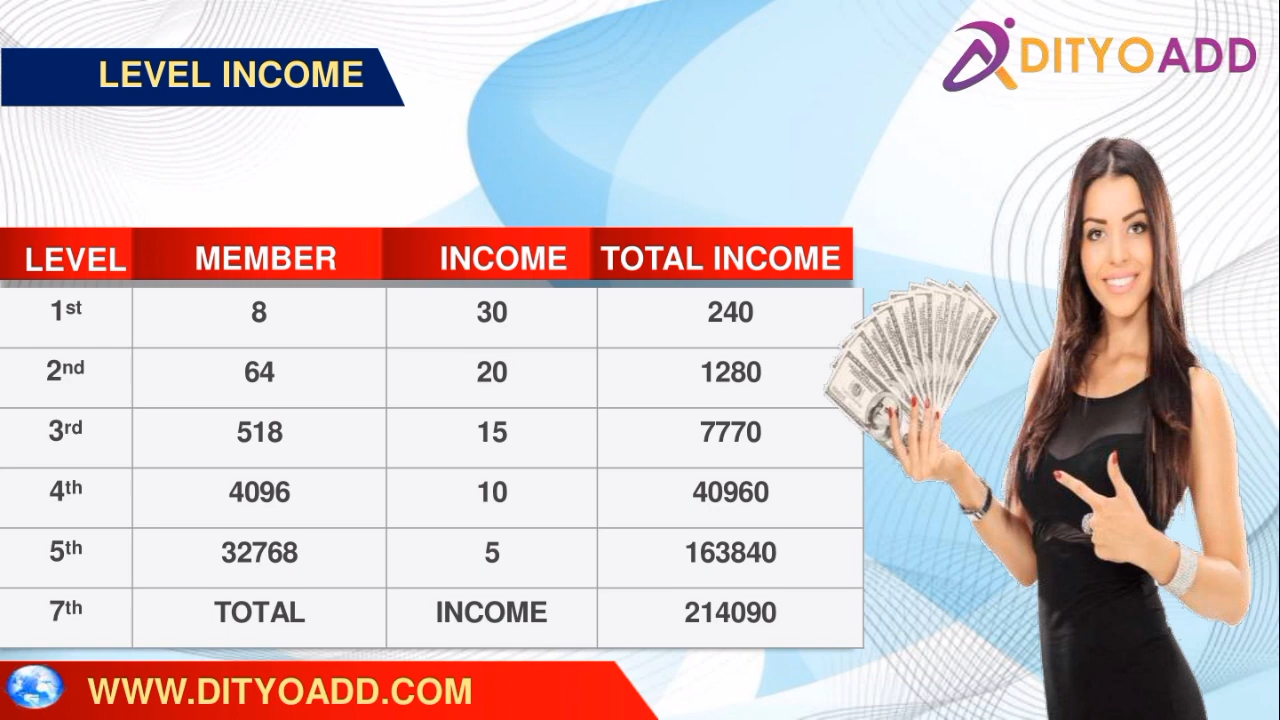 LEVEL INCOME
DITYOADD
LEVEL MEMBER INCOME TOTAL INCOME
1st 8 30 240
2nd 64 20 1280
3rd 518 15 7770
4th 4096 10 40960
5th 32768 5 163840
7th TOTAL INCOME 214090
WWW.DITYOADD.COM